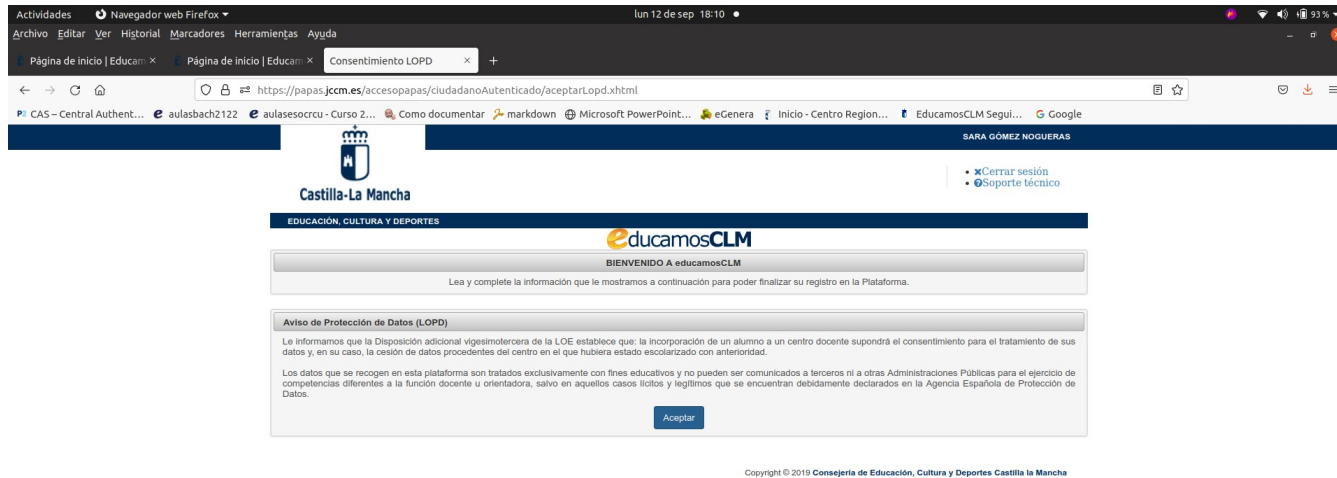 Actividades Navegador web Firefox lun 12 de sep 18:10 93 %
Archivo Editar Ver Historial Marcadores Herramientas Ayuda
Página de inicio | Educam Página de inicio | Educam Consentimiento LOPD
https://papas.jccm.es/accesopapas/ciudadanoAutenticado/aceptarLopd.xhtml
CAS – Central Authent... aulasbach2122 aulasesocrcu - Curso 2... Como documentar markdown Microsoft PowerPoint... eGenera Inicio - Centro Region... EducamosCLM Segui... Google
SARA GÓMEZ NOGUERAS
Castilla-La Mancha
Cerrar sesión
Soporte técnico
EDUCACIÓN, CULTURA Y DEPORTES
educamosCLM
BIENVENIDO A educamosCLM
Lea y complete la información que le mostramos a continuación para poder finalizar su registro en la Plataforma.
Aviso de Protección de Datos (LOPD)
Le informamos que la Disposición adicional vigesimotercera de la LOE establece que: la incorporación de un alumno a un centro docente supondrá el consentimiento para el tratamiento de sus
datos y, en su caso, la cesión de datos procedentes del centro en el que hubiera estado escolarizado con anterioridad.
Los datos que se recogen en esta plataforma son tratados exclusivamente con fines educativos y no pueden ser comunicados a terceros ni a otras Administraciones Públicas para el ejercicio de
competencias diferentes a la función docente u orientadora, salvo en aquellos casos lícitos y legítimos que se encuentran debidamente declarados en la Agencia Española de Protección de
Datos.
Aceptar
Copyright © 2019 Consejería de Educación, Cultura y Deportes Castilla la Mancha